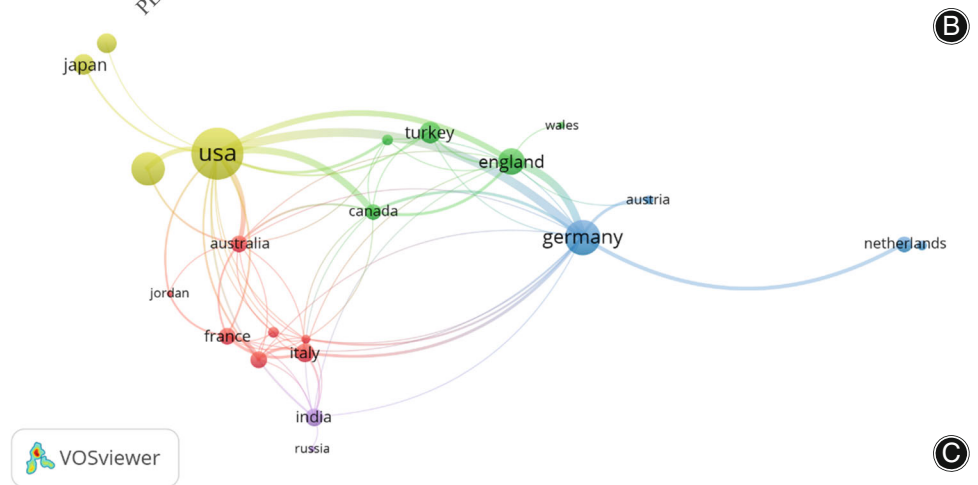 B
japan
usa
turkey
wales
england
austria
canada
germany
australia
netherlands
jordan
france
italy
india
russia
VOSviewer
C